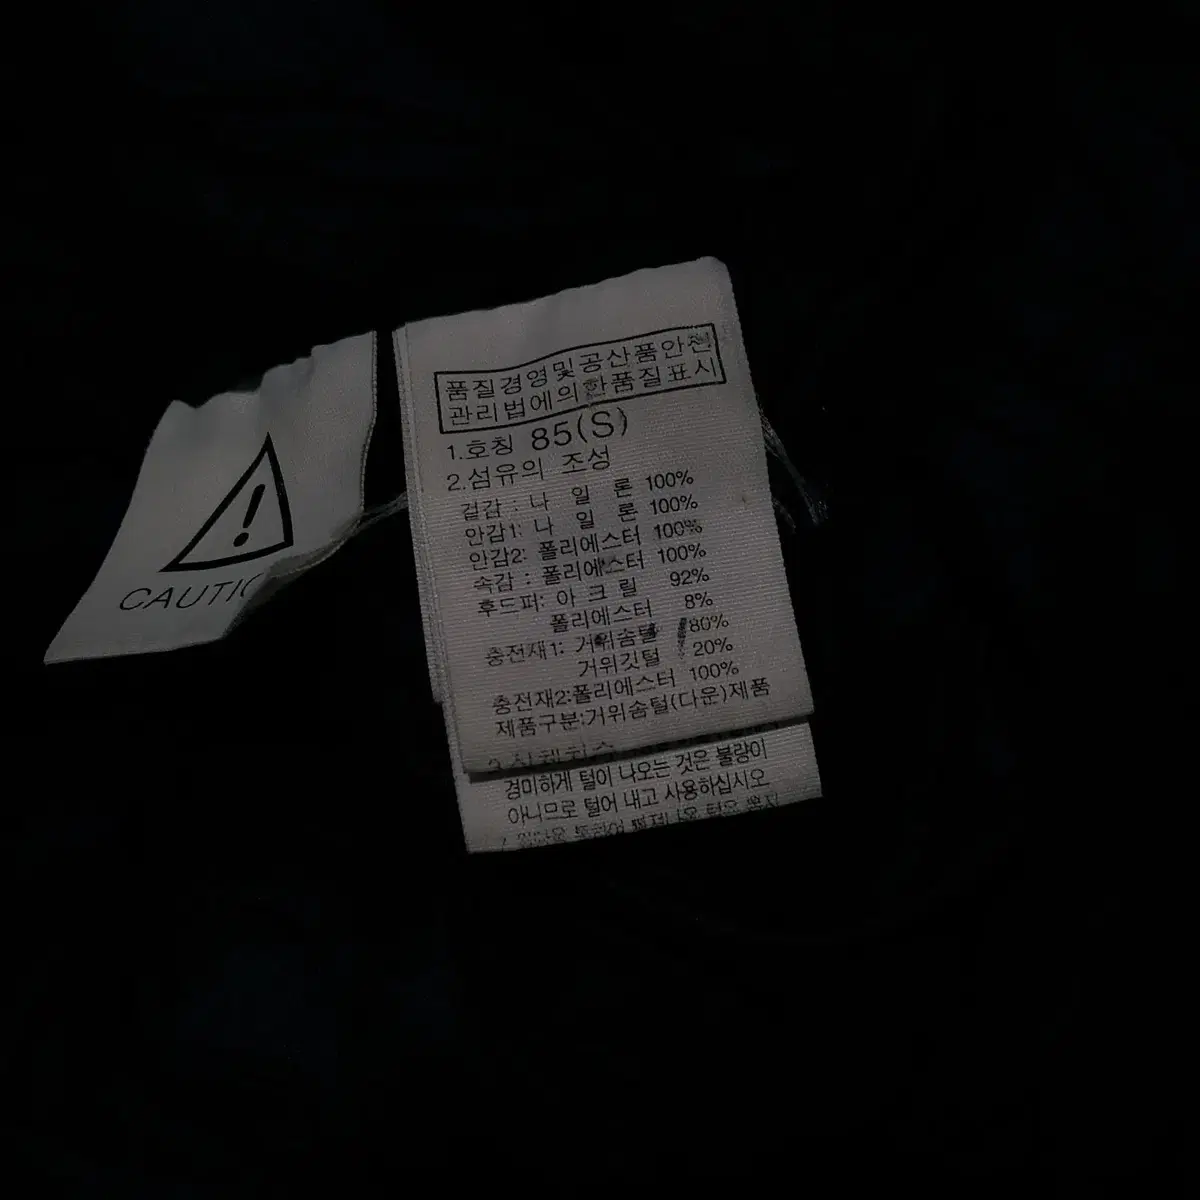 CAUTIO
품질경영및공산품안전
관리법에의한품질표시
1.호칭 85(S)
2.섬유의 조성
겉감 : 나 일 론 100%
안감1: 나 일 론 100%
안감2: 폴리에스터 100%
속감 : 폴리에스터 100%
후드퍼: 아 크 릴 92%
폴리에스터 8%
충전재1: 거위솜털 80%
거위깃털 20%
충전재2:폴리에스터 100%
제품구분:거위솜털(다운)제품
3.신체치수
경미하게 털이 나오는 것은 불량이
아니므로 털어 내고 사용하십시오